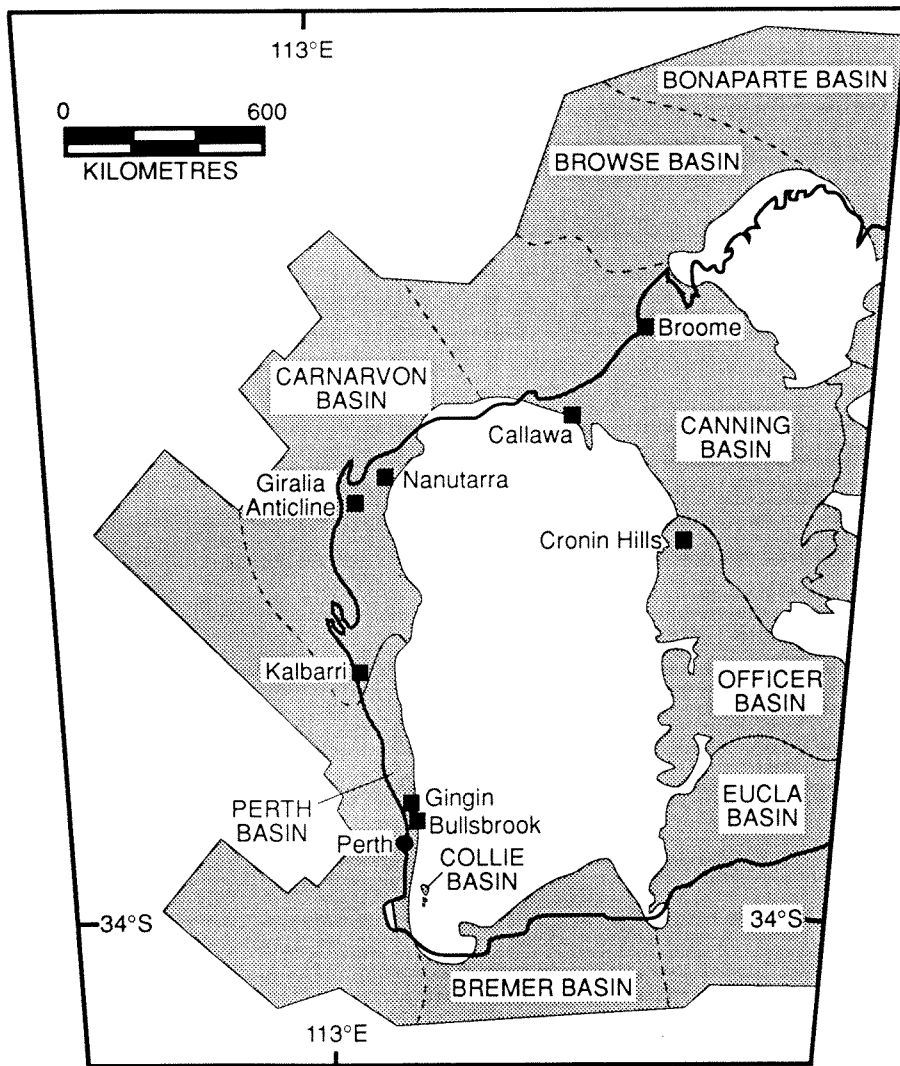 113°E
0 600
KILOMETRES
BONAPARTE BASIN
BROWSE BASIN
Broome
CARNARVON
BASIN
Callawa
CANNING
BASIN
Giralia
Anticline
Nanutarra
Cronin Hills
Kalbarri
OFFICER
BASIN
EUCLA
BASIN
PERTH
BASIN
Gingin
Bullsbrook
Perth
COLLIE
BASIN
34°S
34°S
BREMER BASIN
113°E